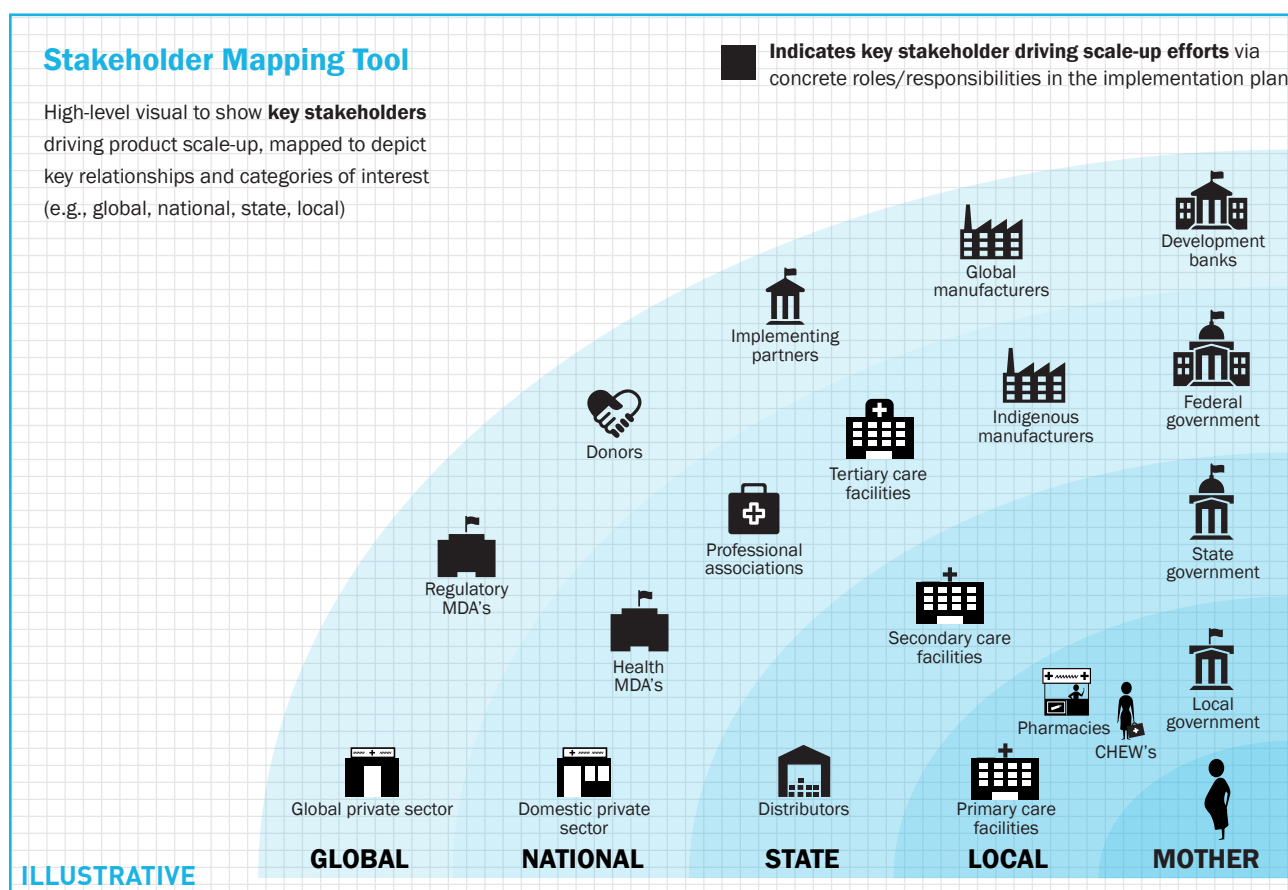 Stakeholder Mapping Tool
High-level visual to show key stakeholders
driving product scale-up, mapped to depict
key relationships and categories of interest
(e.g., global, national, state, local)
Indicates key stakeholder driving scale-up efforts via
concrete roles/responsibilities in the implementation plan
Development
banks
Global
manufacturers
Implementing
partners
Donors
Regulatory
MDA's
Global private sector
Federal
government
Indigenous
manufacturers
Tertiary care
facilities
Professional
associations
Health
MDA's
Domestic private
sector
State
government
Secondary care
facilities
Distributors
Local
government
Pharmacies
CHEW's
Primary care
facilities
GLOBAL
NATIONAL
STATE
LOCAL
MOTHER
ILLUSTRATIVE